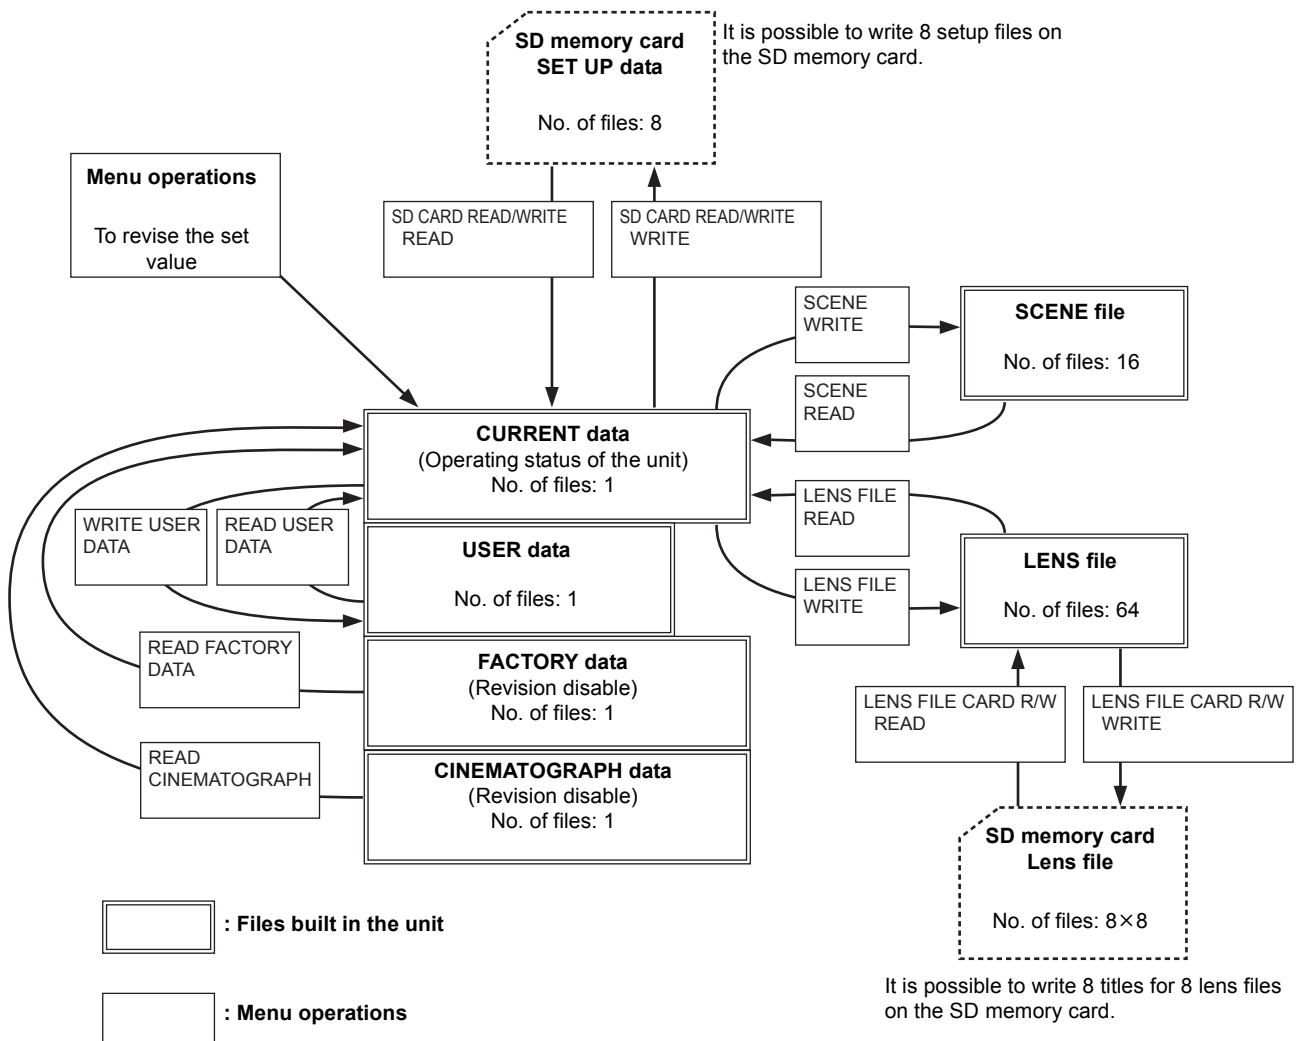 SD memory card
SET UP data
No. of files: 8
It is possible to write 8 setup files on
the SD memory card.
Menu operations
To revise the set
value
SD CARD READ/WRITE
READ
SD CARD READ/WRITE
WRITE
SCENE
WRITE
SCENE file
No. of files: 16
SCENE
READ
CURRENT data
(Operating status of the unit)
No. of files: 1
WRITE USER
DATA
READ USER
DATA
LENS FILE
READ
USER data
No. of files: 1
LENS FILE
WRITE
LENS file
No. of files: 64
READ FACTORY
DATA
FACTORY data
(Revision disable)
No. of files: 1
LENS FILE CARD R/W
READ
LENS FILE CARD R/W
WRITE
READ
CINEMATOGRAPH
CINEMATOGRAPH data
(Revision disable)
No. of files: 1
SD memory card
Lens file
No. of files: 8×8
: Files built in the unit
It is possible to write 8 titles for 8 lens files
on the SD memory card.
: Menu operations